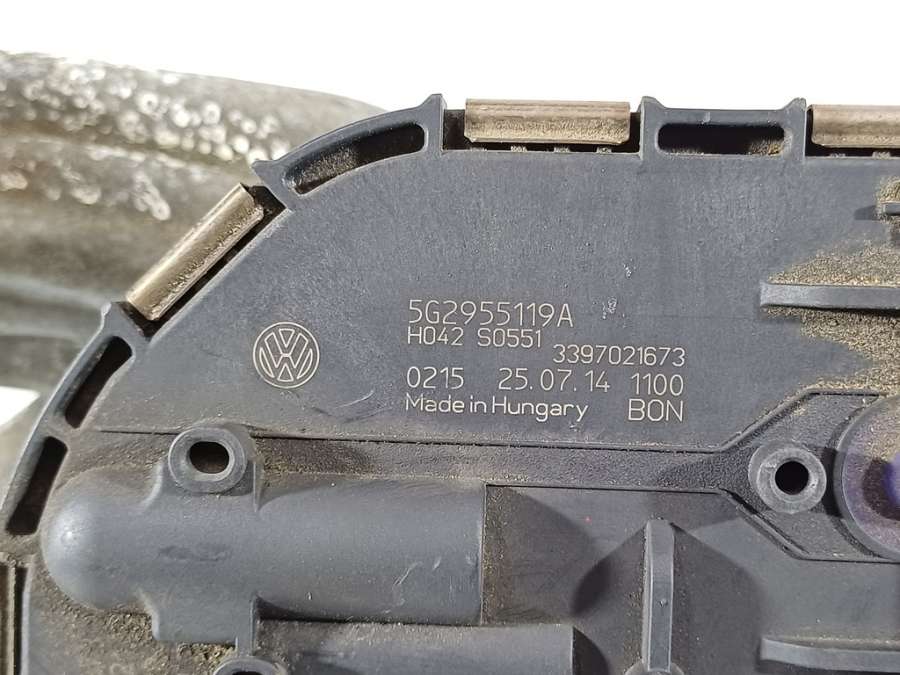 5G2955119A
H042 S0551
3397021673
0215 25.07.14 1100
Made in Hungary BON